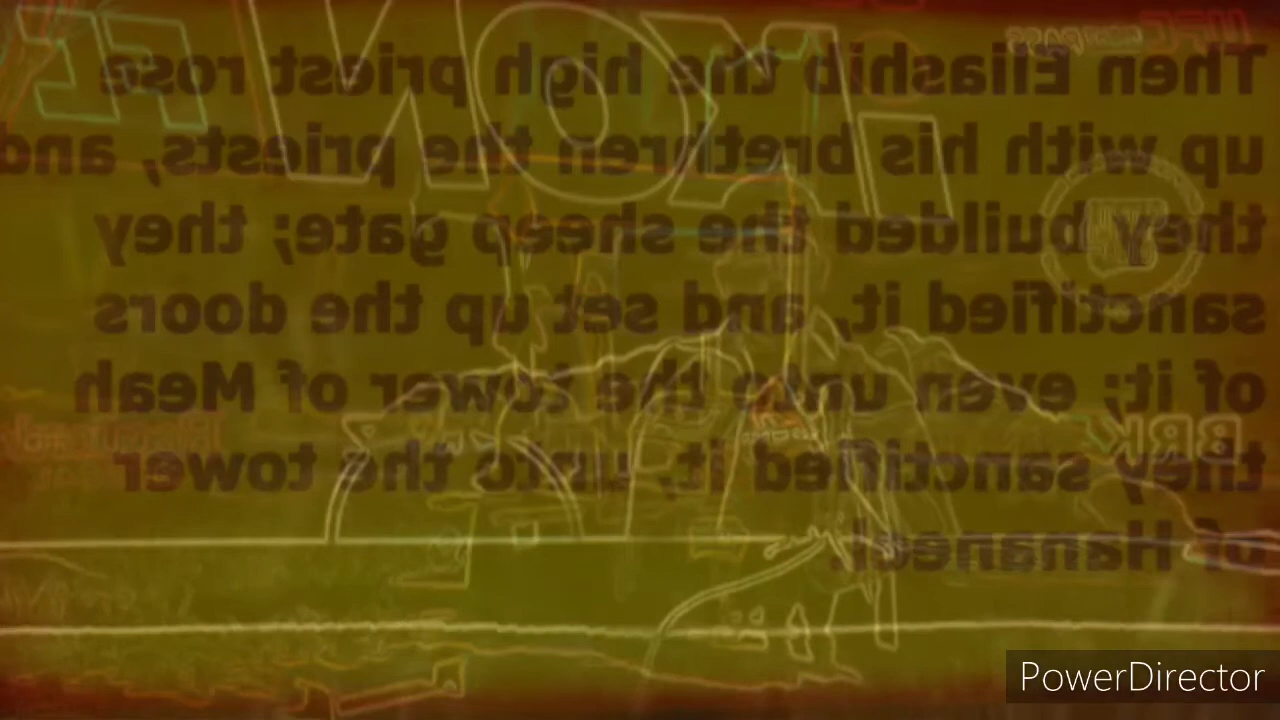 Then Eliashib the high priest rose
up with his brethren the priests, and
they builded the sheep gate; they
sanctified it, and set up the doors
of it; even unto the tower of Meah
they sanctified it, unto the tower
of Hananeel.
BRK
PowerDirector